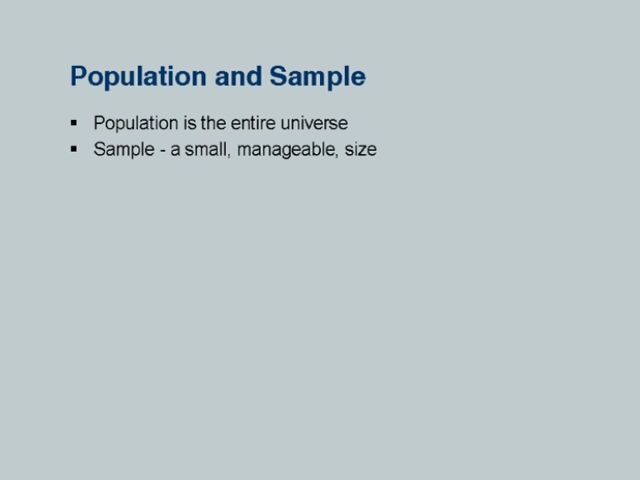 Population and Sample
▪ Population is the entire universe
▪ Sample - a small, manageable, size